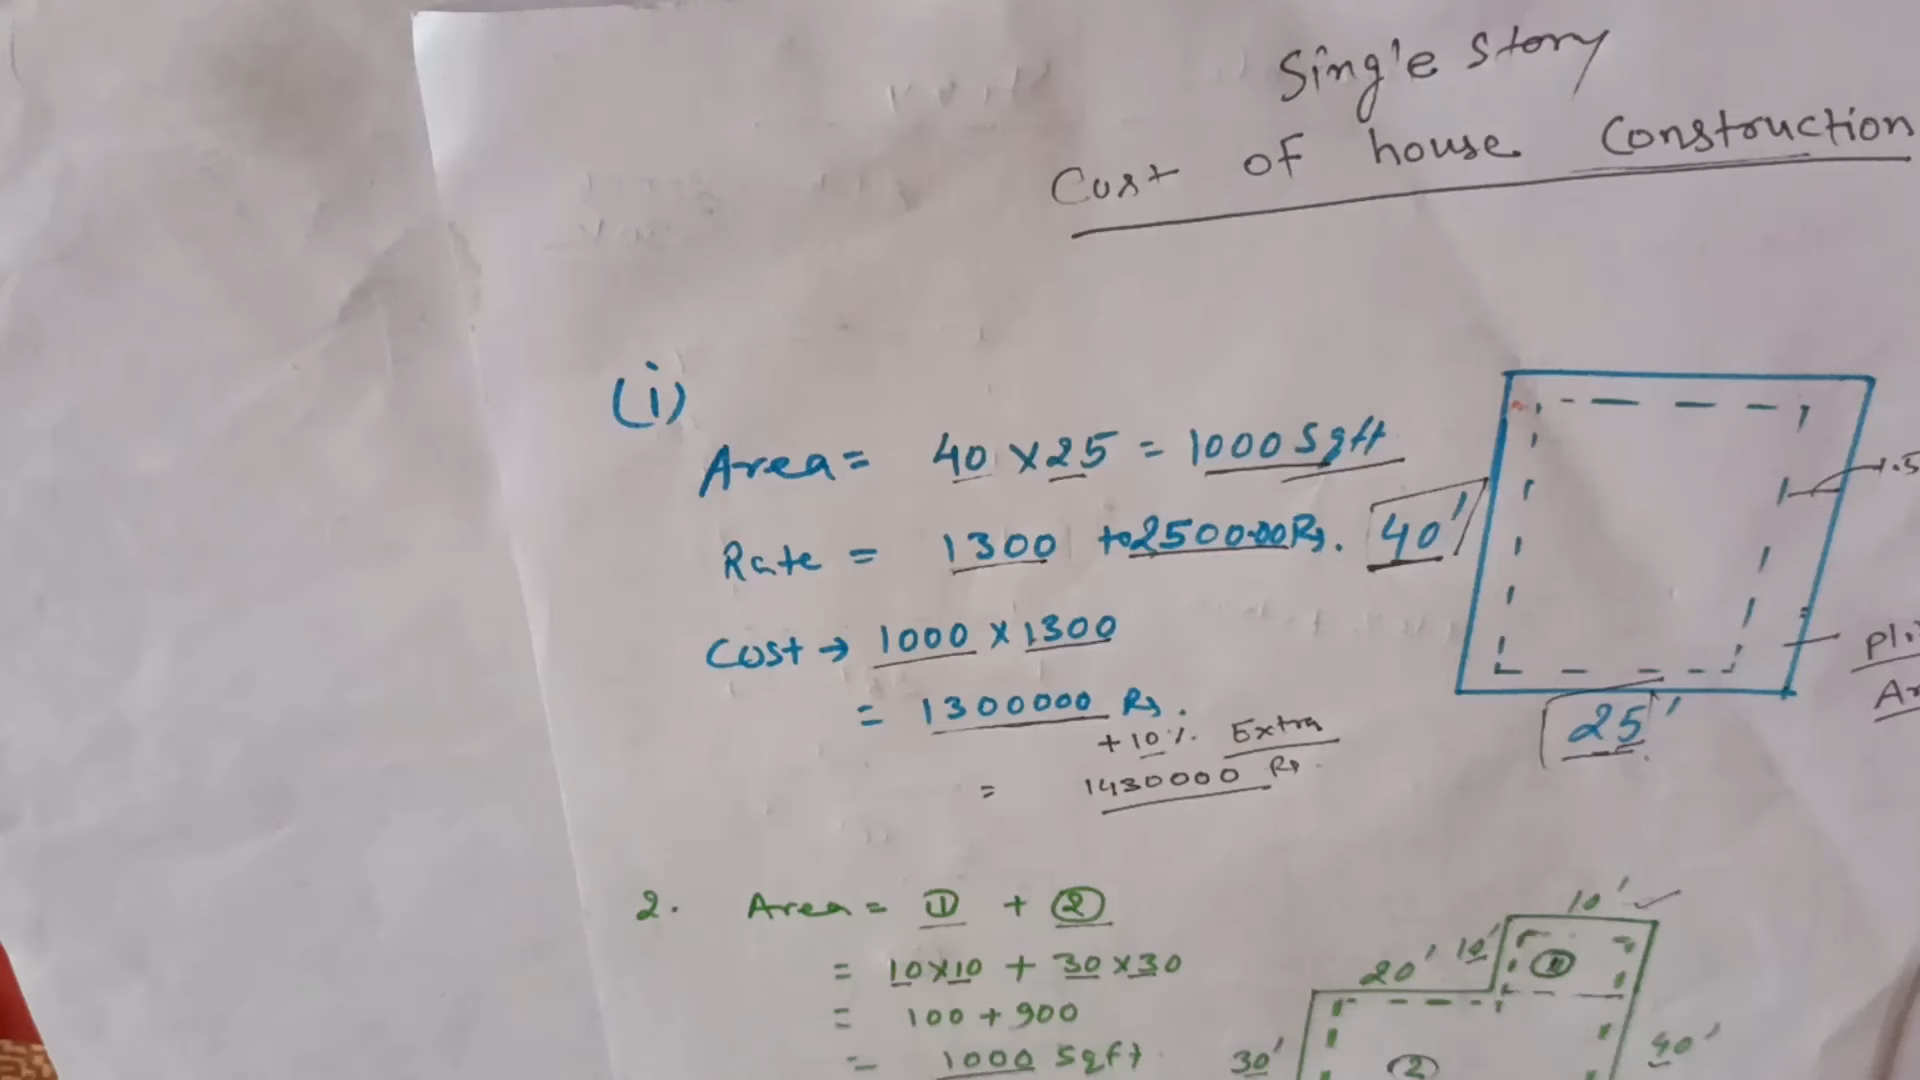 Single story
Cost of house Construction
(i)
Area = 40 x 25 = 1000 Sqft
Rate = 1300 to 2500.00 Rs.
40'
Cost → 1000 x 1300
= 1300000 Rs.
+ 10% Extra
= 1430000 Rs.
25'
2. Area = ① + ②
= 10x10 + 30x30
= 100 + 900
= 1000 Sqft
10'
10'
20'
①
30'
②
40'